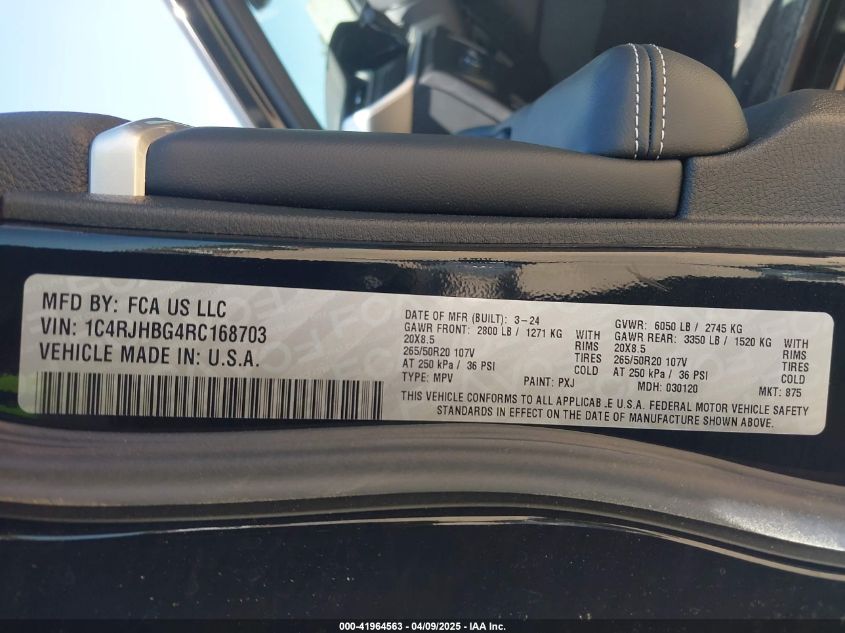 MFD BY: FCA US LLC
VIN: 1C4RJHBG4RC168703
VEHICLE MADE IN: U.S.A.
DATE OF MFR (BUILT): 3-24
GAWR FRONT: 2800 LB / 1271 KG WITH
20X8.5 RIMS
265/50R20 107V TIRES
AT 250 kPa / 36 PSI COLD
TYPE: MPV PAINT: PXJ
GVWR: 6050 LB / 2745 KG
GAWR REAR: 3350 LB / 1520 KG WITH
20X8.5 RIMS
265/50R20 107V TIRES
AT 250 kPa / 36 PSI COLD
MDH: 030120 MKT: 875
THIS VEHICLE CONFORMS TO ALL APPLICAB.E U.S.A. FEDERAL MOTOR VEHICLE SAFETY
STANDARDS IN EFFECT ON THE DATE OF MANUFACTURE SHOWN ABOVE.
000-41964563 - 04/09/2025 - IAA Inc.